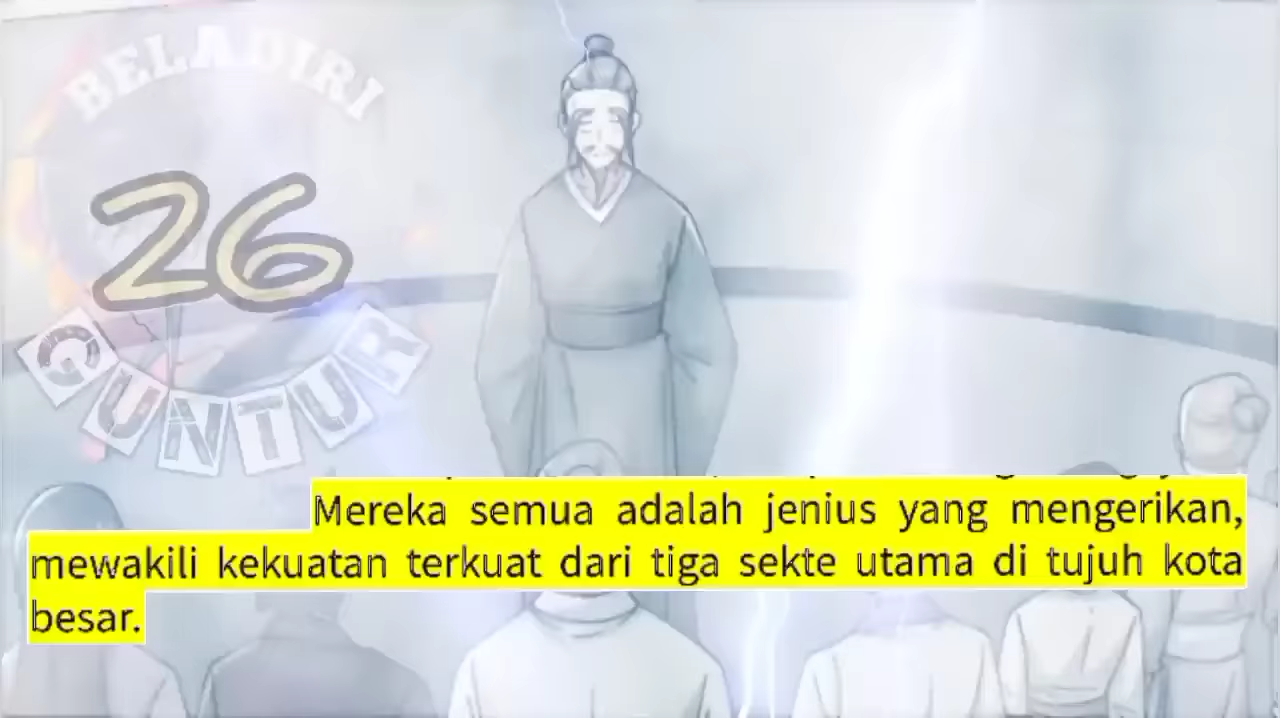 BELADIRI
26
GUNTUR
Mereka semua adalah jenius yang mengerikan,
mewakili kekuatan terkuat dari tiga sekte utama di tujuh kota
besar.